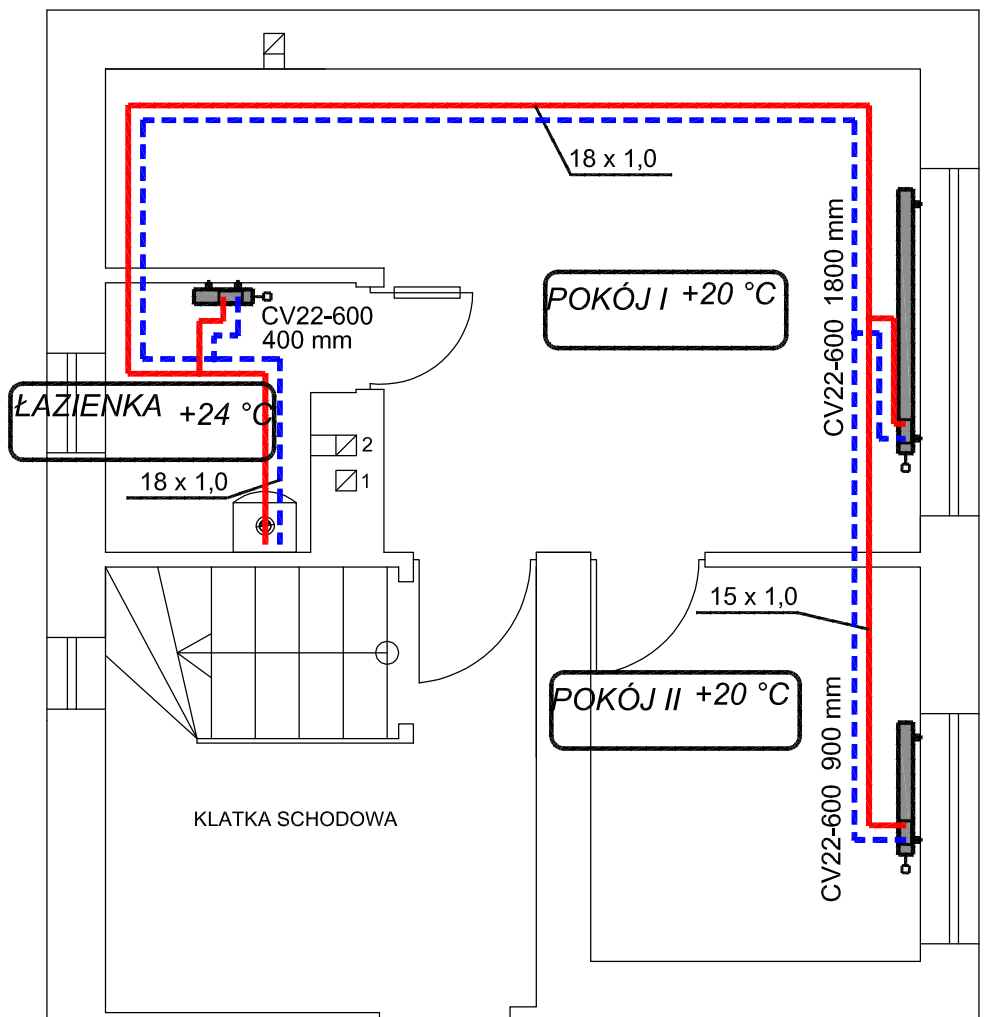 18 x 1,0
POKÓJ I +20 °C
CV22-600 1800 mm
CV22-600
400 mm
ŁAZIENKA +24 °C
2
1
18 x 1,0
15 x 1,0
POKÓJ II +20 °C
CV22-600 900 mm
KLATKA SCHODOWA